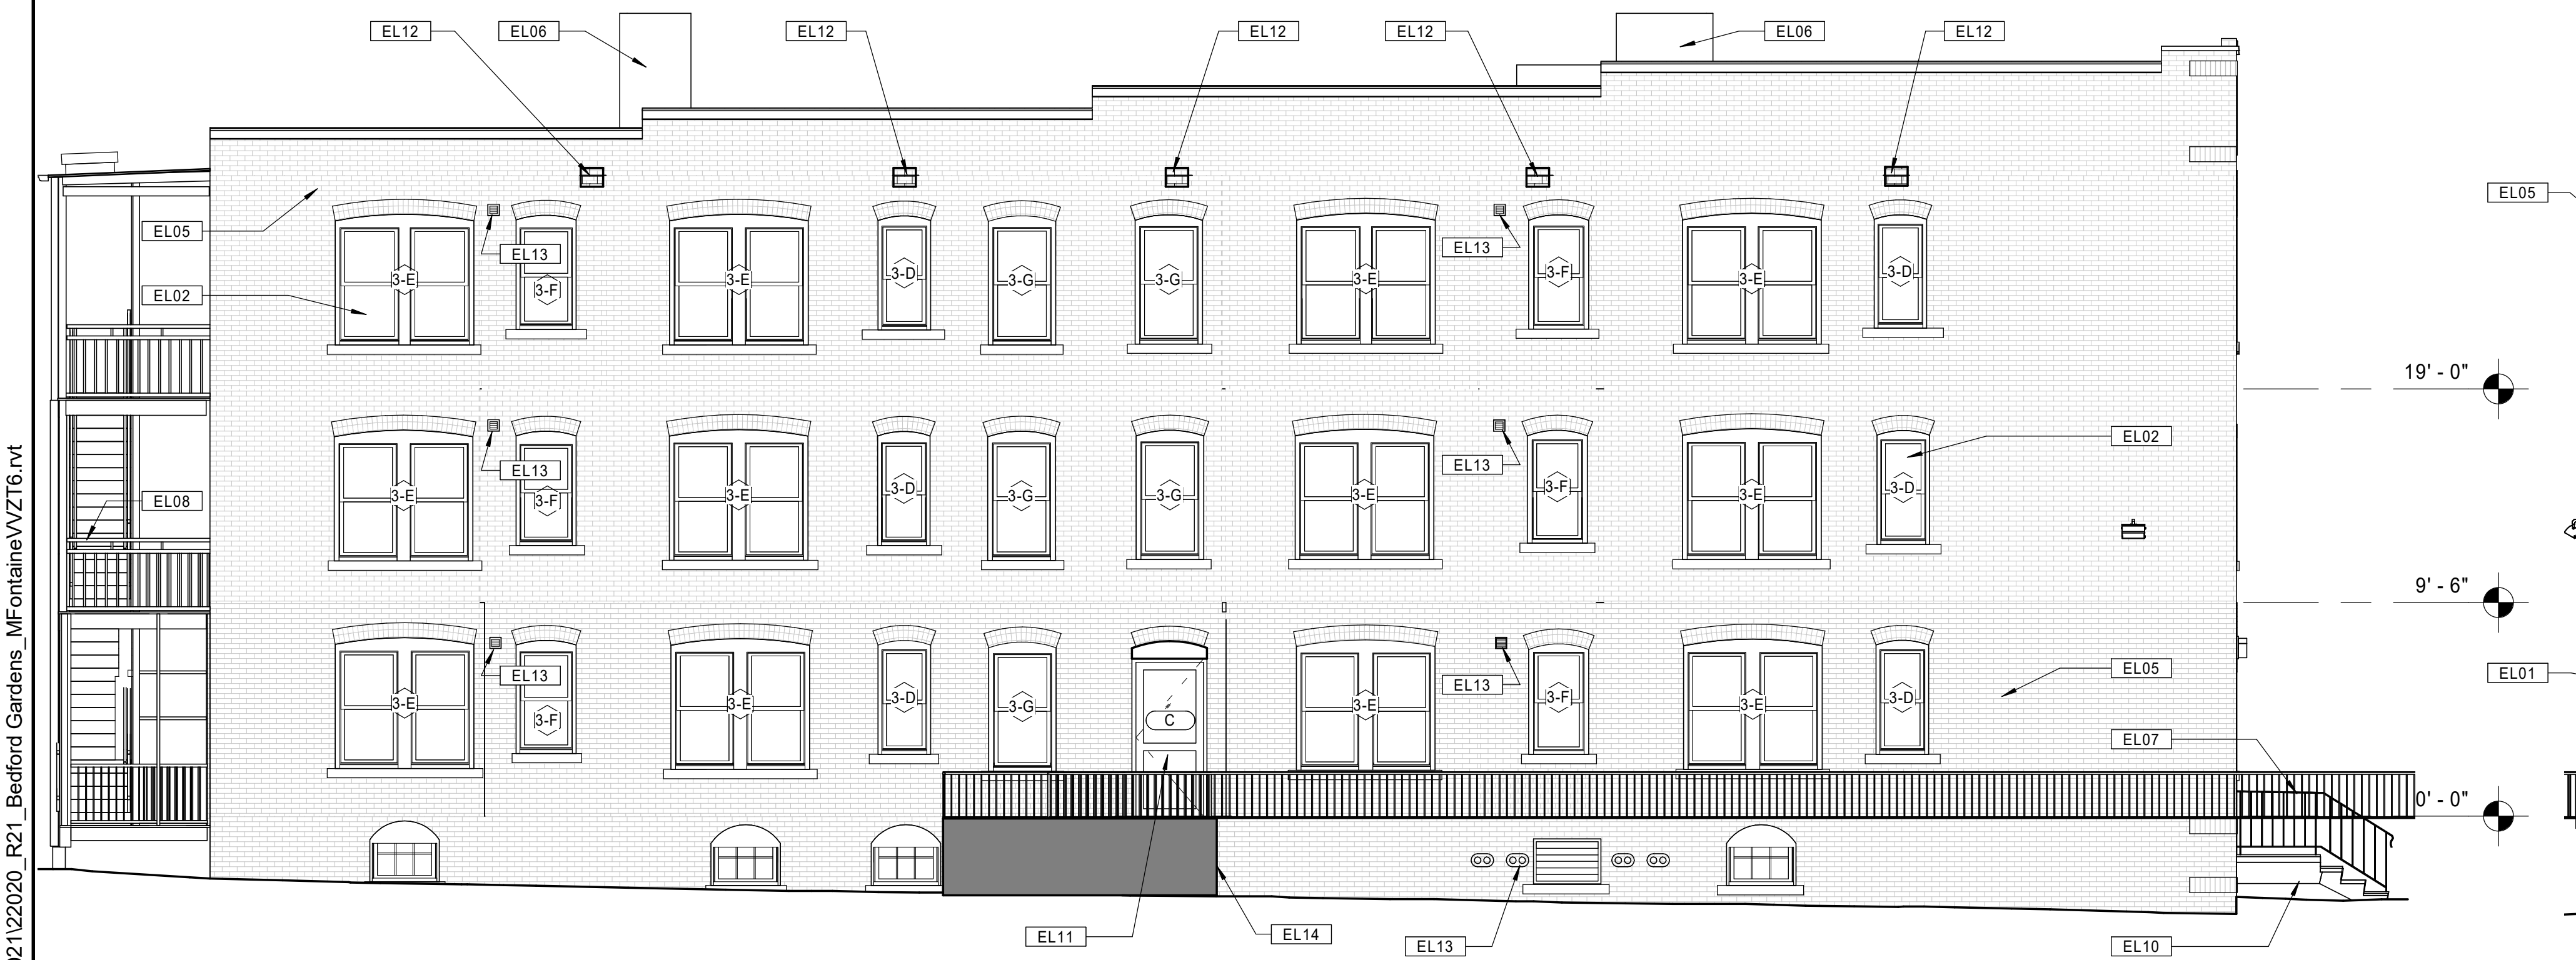 EL12 EL06 EL12 EL12 EL12 EL06 EL12
EL05
EL05
EL13 EL13
3-E 3-F 3-E 3-D 3-G 3-G 3-E 3-F 3-E 3-D
EL02
19' - 0"
EL02
EL13 EL13
3-E 3-F 3-E 3-D 3-G 3-G 3-E 3-F 3-E 3-D
EL08
9' - 6"
EL05
EL13 EL13 EL01
3-E 3-F 3-E 3-D 3-G C 3-E 3-F 3-E 3-D
EL07
0' - 0"
EL11 EL14 EL13 EL10
021\22020_R21_Bedford Gardens_MFontaineVVZT6.rvt